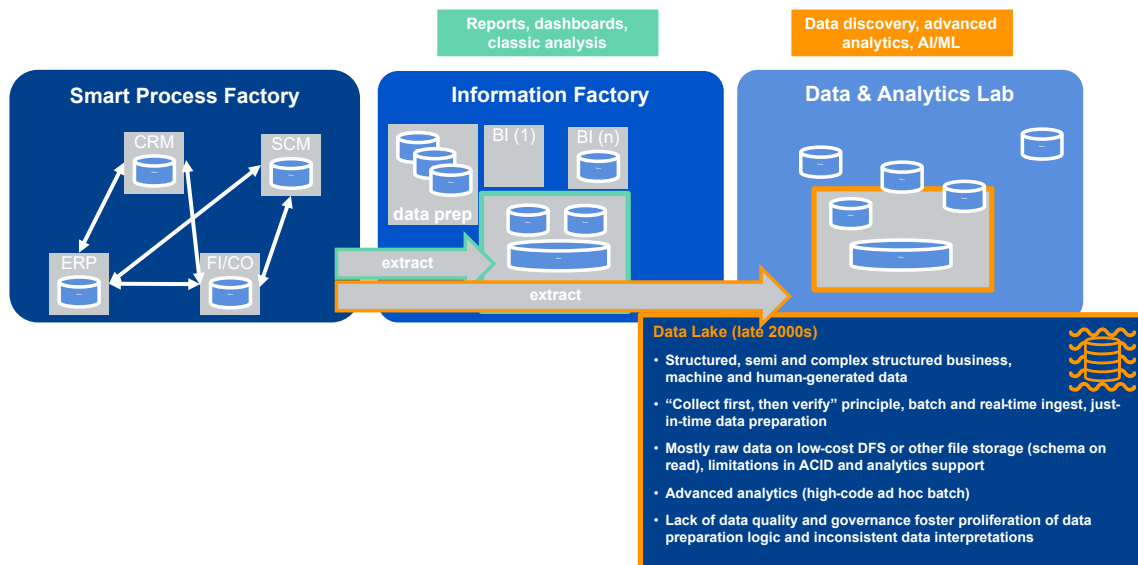 Reports, dashboards,
classic analysis
Data discovery, advanced
analytics, AI/ML
Smart Process Factory
Information Factory
Data & Analytics Lab
CRM
SCM
ERP
FI/CO
BI (1)
BI (n)
data prep
extract
extract
Data Lake (late 2000s)
• Structured, semi and complex structured business,
machine and human-generated data
• “Collect first, then verify” principle, batch and real-time ingest, just-
in-time data preparation
• Mostly raw data on low-cost DFS or other file storage (schema on
read), limitations in ACID and analytics support
• Advanced analytics (high-code ad hoc batch)
• Lack of data quality and governance foster proliferation of data
preparation logic and inconsistent data interpretations